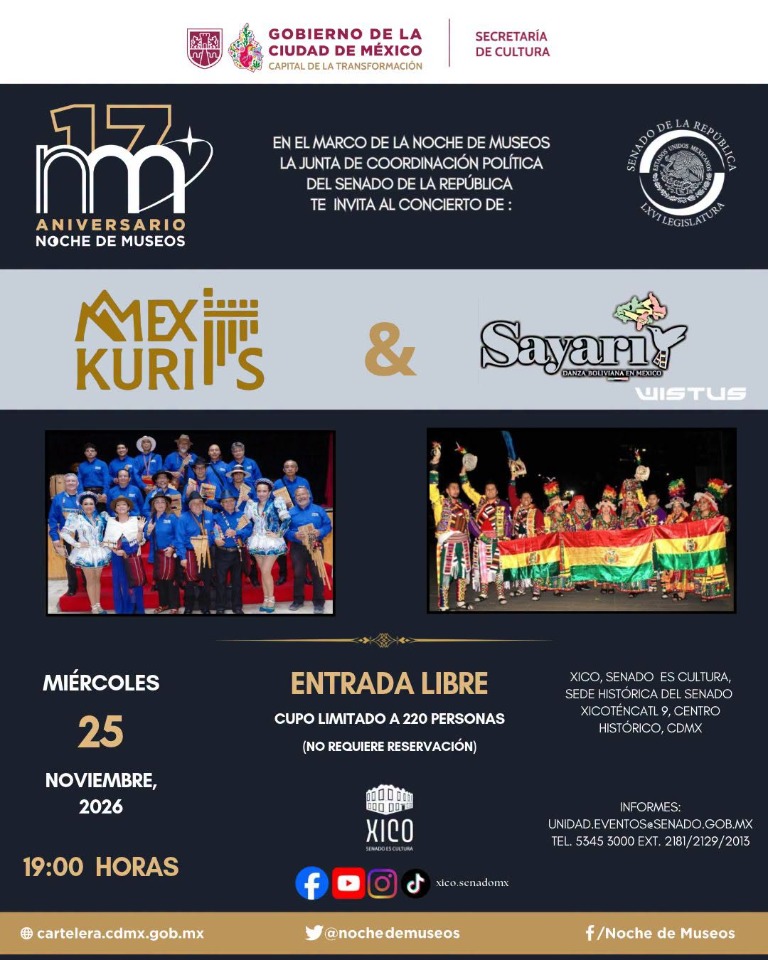 GOBIERNO DE LA
CIUDAD DE MÉXICO
CAPITAL DE LA TRANSFORMACIÓN
SECRETARÍA
DE CULTURA
17
nm
ANIVERSARIO
NOCHE DE MUSEOS
EN EL MARCO DE LA NOCHE DE MUSEOS
LA JUNTA DE COORDINACIÓN POLÍTICA
DEL SENADO DE LA REPÚBLICA
TE INVITA AL CONCIERTO DE :
SENADO DE LA REPÚBLICA
ESTADOS UNIDOS MEXICANOS
LXVI LEGISLATURA
MEXI
KURIS
&
Sayari
DANZA BOLIVIANA EN MÉXICO
WISTUS
MIÉRCOLES
25
NOVIEMBRE,
2026
19:00 HORAS
ENTRADA LIBRE
CUPO LIMITADO A 220 PERSONAS
(NO REQUIERE RESERVACIÓN)
XICO
SENADO ES CULTURA
xico.senadomx
XICO, SENADO ES CULTURA,
SEDE HISTÓRICA DEL SENADO
XICOTÉNCATL 9, CENTRO
HISTÓRICO, CDMX
INFORMES:
UNIDAD.EVENTOS@SENADO.GOB.MX
TEL. 5345 3000 EXT. 2181/2129/2013
cartelera.cdmx.gob.mx
@nochedemuseos
/Noche de Museos